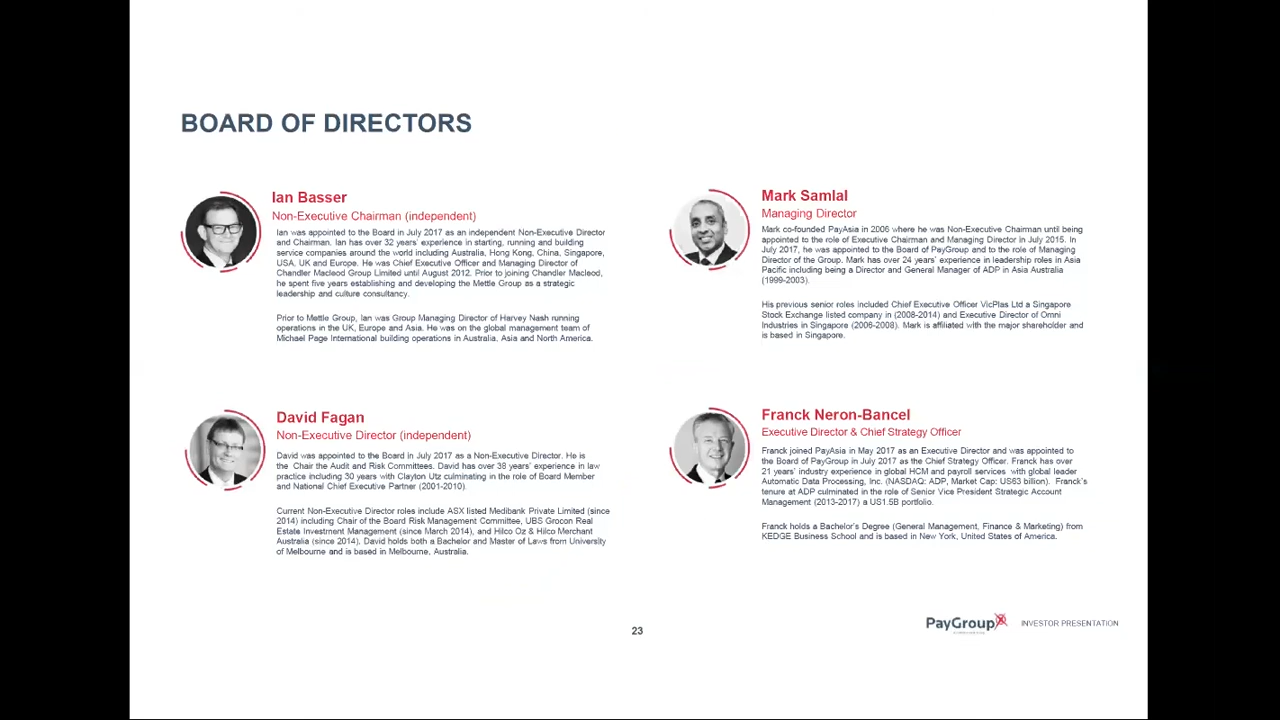 BOARD OF DIRECTORS
Ian Basser
Non-Executive Chairman (independent)
Ian was appointed to the Board in July 2017 as an independent Non-Executive Director
and Chairman. Ian has over 32 years' experience in starting, running and building
service companies around the world including Australia, Hong Kong, China, Singapore,
USA, UK and Europe. He was Chief Executive Officer and Managing Director of
Chandler Macleod Group Limited until August 2012. Prior to joining Chandler Macleod,
he spent five years establishing and developing the Mettle Group as a strategic
leadership and culture consultancy.
Prior to Mettle Group, Ian was Group Managing Director of Harvey Nash running
operations in the UK, Europe and Asia. He was on the global management team of
Michael Page International building operations in Australia, Asia and North America.
Mark Samlal
Managing Director
Mark co-founded PayAsia in 2006 where he was Non-Executive Chairman until being
appointed to the role of Executive Chairman and Managing Director in July 2015. In
July 2017, he was appointed to the Board of PayGroup and to the role of Managing
Director of the Group. Mark has over 24 years' experience in leadership roles in Asia
Pacific including being a Director and General Manager of ADP in Asia Australia
(1999-2003).
His previous senior roles included Chief Executive Officer VicPlas Ltd a Singapore
Stock Exchange listed company in (2008-2014) and Executive Director of Omni
Industries in Singapore (2006-2008). Mark is affiliated with the major shareholder and
is based in Singapore.
David Fagan
Non-Executive Director (independent)
David was appointed to the Board in July 2017 as a Non-Executive Director. He is
the Chair the Audit and Risk Committees. David has over 38 years' experience in law
practice including 30 years with Clayton Utz culminating in the role of Board Member
and National Chief Executive Partner (2001-2010).
Current Non-Executive Director roles include ASX listed Medibank Private Limited (since
2014) including Chair of the Board Risk Management Committee, UBS Grocon Real
Estate Investment Management (since March 2014), and Hilco Oz & Hilco Merchant
Australia (since 2014). David holds both a Bachelor and Master of Laws from University
of Melbourne and is based in Melbourne, Australia.
Franck Neron-Bancel
Executive Director & Chief Strategy Officer
Franck joined PayAsia in May 2017 as an Executive Director and was appointed to
the Board of PayGroup in July 2017 as the Chief Strategy Officer. Franck has over
21 years' industry experience in global HCM and payroll services with global leader
Automatic Data Processing, Inc. (NASDAQ: ADP, Market Cap: US63 billion). Franck's
tenure at ADP culminated in the role of Senior Vice President Strategic Account
Management (2013-2017) a US1.5B portfolio.
Franck holds a Bachelor's Degree (General Management, Finance & Marketing) from
KEDGE Business School and is based in New York, United States of America.
23
PayGroup
INVESTOR PRESENTATION